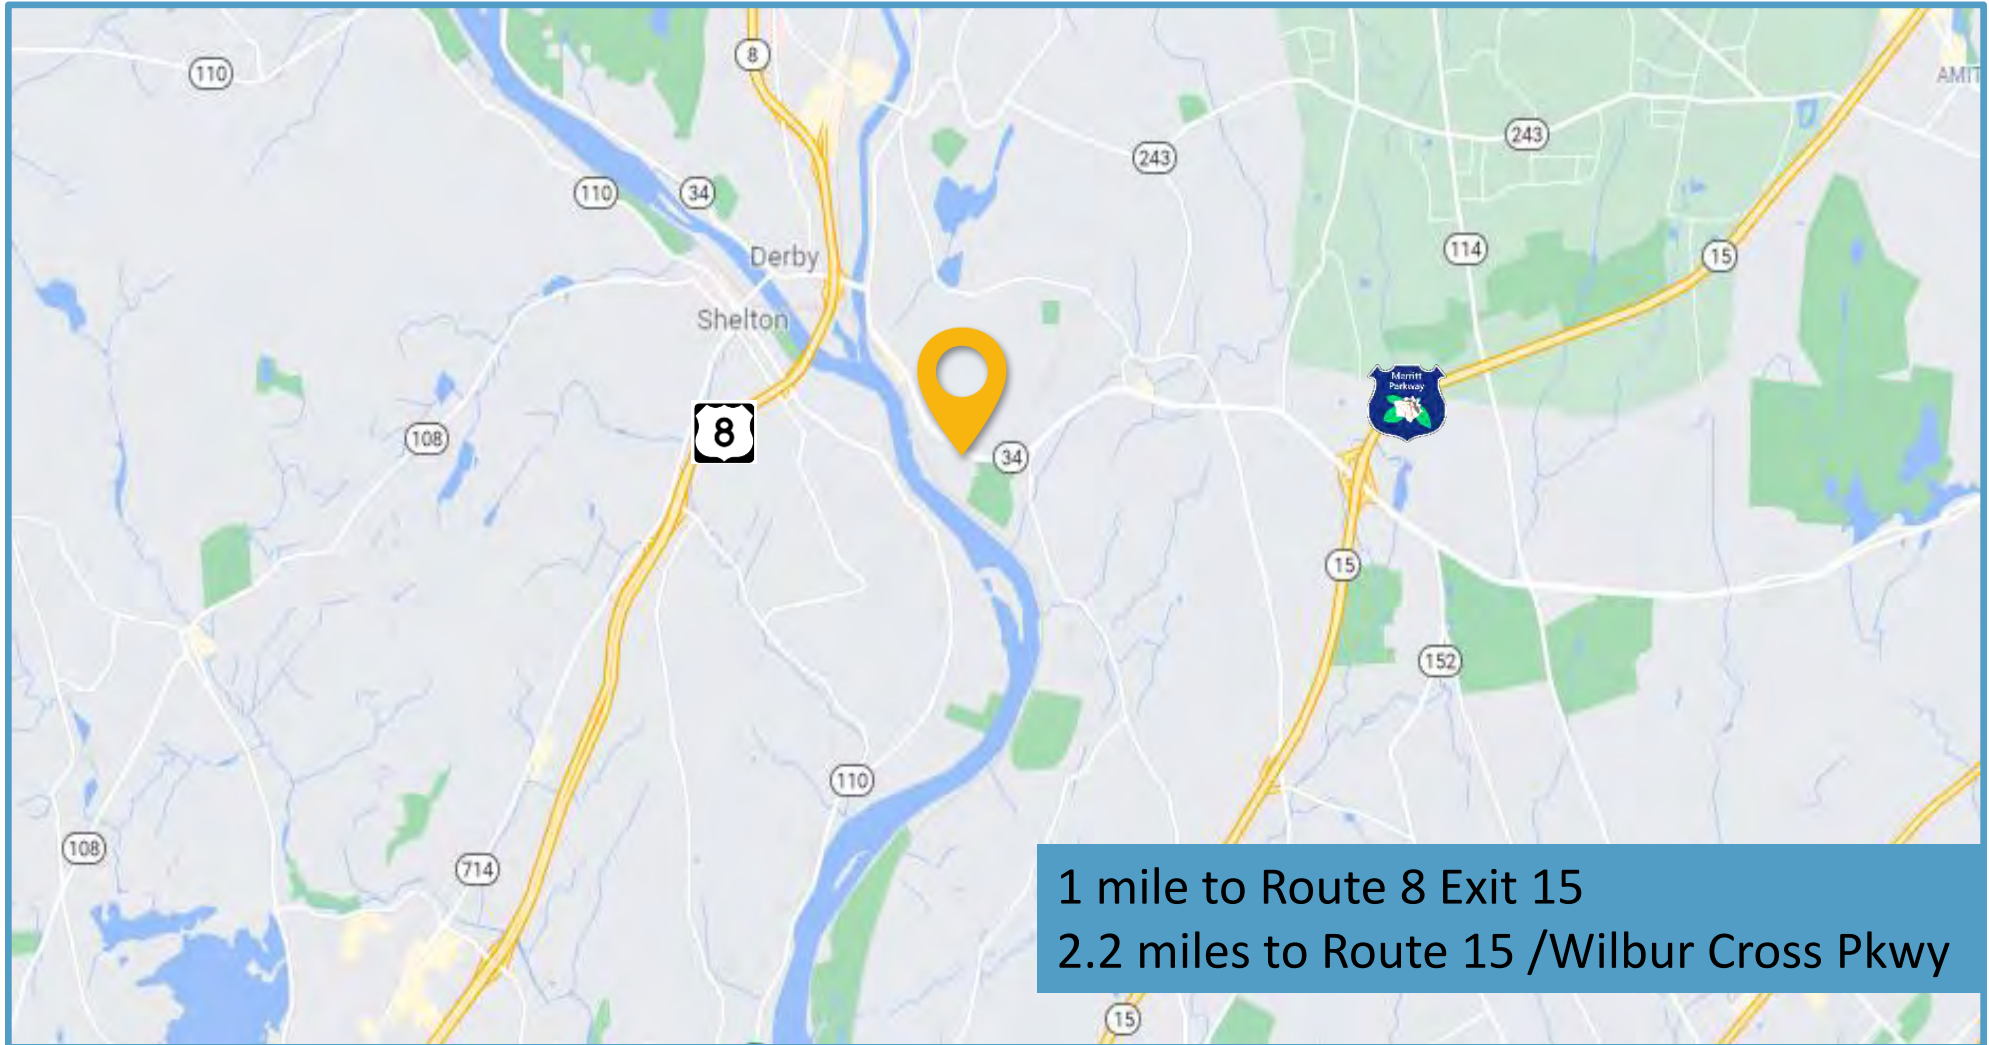 8
110
AMIT
243
243
110
34
114
15
Derby
Shelton
Merritt
Parkway
8
108
34
15
152
110
108
714
1 mile to Route 8 Exit 15
2.2 miles to Route 15 /Wilbur Cross Pkwy
15